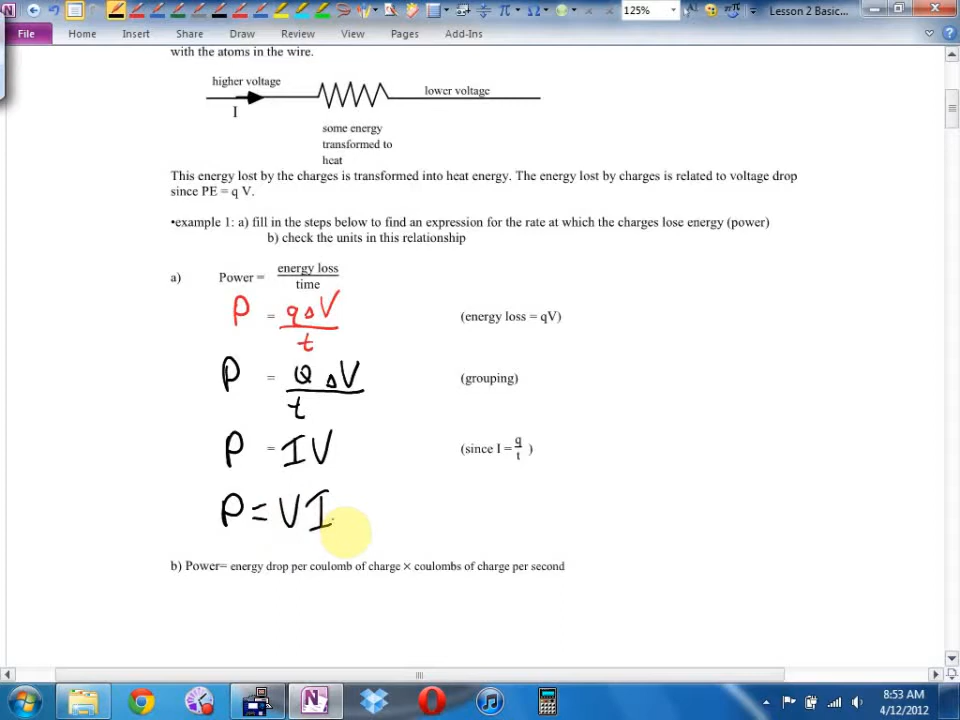 125%
Lesson 2 Basic...
File Home Insert Share Draw Review View Pages Add-Ins
with the atoms in the wire.
higher voltage
lower voltage
I
some energy
transformed to
heat
This energy lost by the charges is transformed into heat energy. The energy lost by charges is related to voltage drop
since PE = q V.
•example 1: a) fill in the steps below to find an expression for the rate at which the charges lose energy (power)
b) check the units in this relationship
a) Power = energy loss
time
P = qΔV (energy loss = qV)
t
P = Q ΔV (grouping)
t
P = IV (since I = q/t )
P = VI
b) Power= energy drop per coulomb of charge × coulombs of charge per second
8:53 AM
4/12/2012